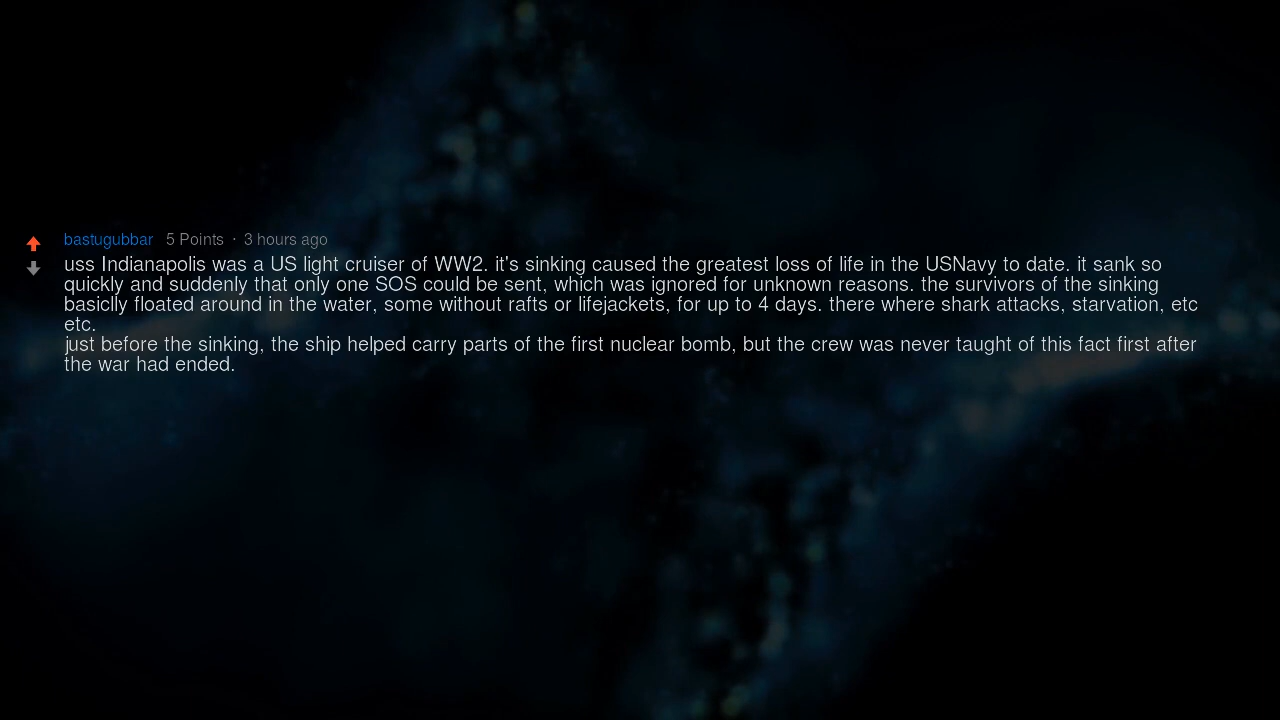 bastugubbar 5 Points · 3 hours ago
uss Indianapolis was a US light cruiser of WW2. it's sinking caused the greatest loss of life in the USNavy to date. it sank so
quickly and suddenly that only one SOS could be sent, which was ignored for unknown reasons. the survivors of the sinking
basiclly floated around in the water, some without rafts or lifejackets, for up to 4 days. there where shark attacks, starvation, etc
etc.
just before the sinking, the ship helped carry parts of the first nuclear bomb, but the crew was never taught of this fact first after
the war had ended.